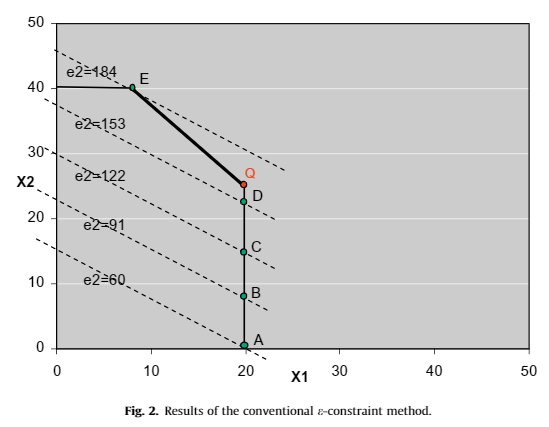 50
40
30
20
10
0
X2
e2=184
E
e2=153
e2=122
e2=91
e2=60
Q
D
C
B
A
0 10 20 30 40 50
X1
Fig. 2. Results of the conventional ε-constraint method.